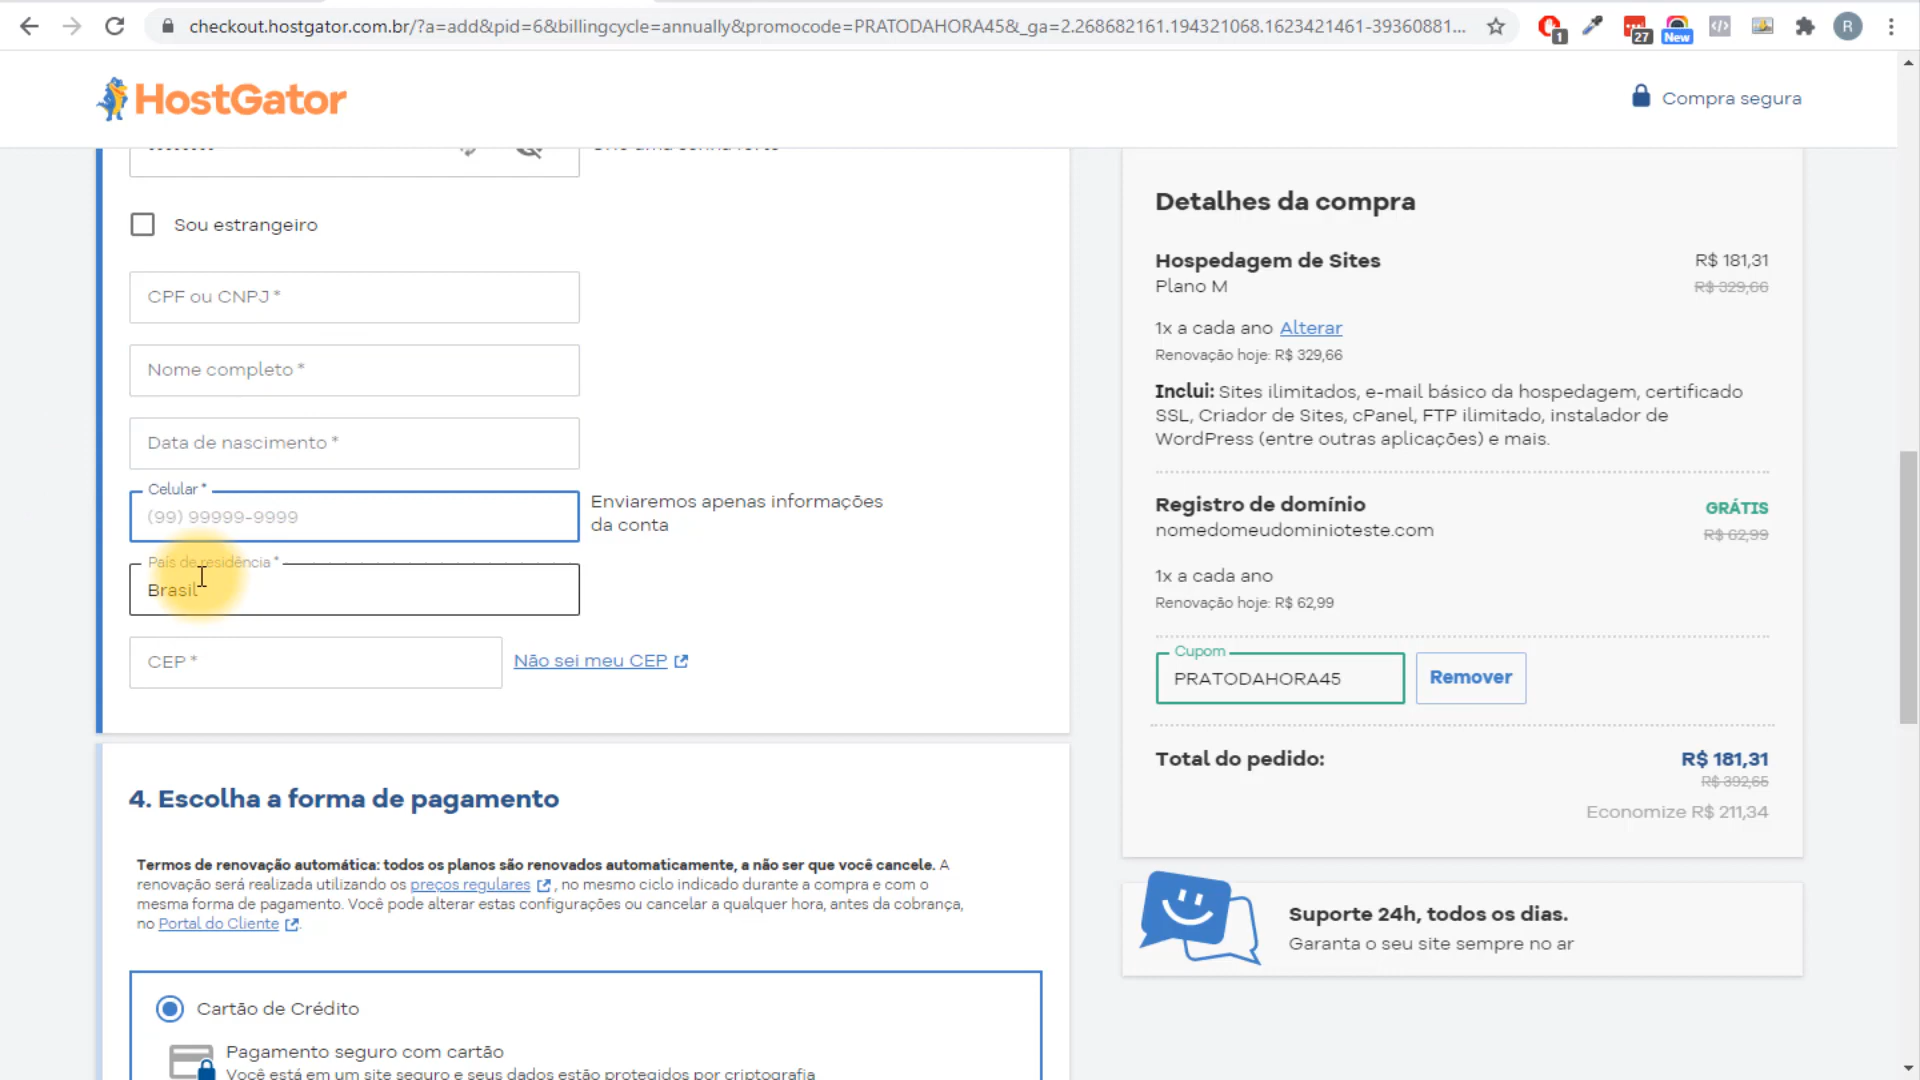 checkout.hostgator.com.br/?a=add&pid=6&billingcycle=annually&promocode=PRATODAHORA45&_ga=2.268682161.194321068.1623421461-39360881...
1
27
New
R
HostGator
Compra segura
Sou estrangeiro
CPF ou CNPJ *
Nome completo *
Data de nascimento *
Celular *
(99) 99999-9999
Enviaremos apenas informações
da conta
País de residência *
Brasil
CEP *
Não sei meu CEP
4. Escolha a forma de pagamento
Termos de renovação automática: todos os planos são renovados automaticamente, a não ser que você cancele. A
renovação será realizada utilizando os preços regulares , no mesmo ciclo indicado durante a compra e com o
mesma forma de pagamento. Você pode alterar estas configurações ou cancelar a qualquer hora, antes da cobrança,
no Portal do Cliente .
Cartão de Crédito
Pagamento seguro com cartão
Você está em um site seguro e seus dados estão protegidos por criptografia
Detalhes da compra
Hospedagem de Sites R$ 181,31
Plano M R$ 329,66
1x a cada ano Alterar
Renovação hoje: R$ 329,66
Inclui: Sites ilimitados, e-mail básico da hospedagem, certificado
SSL, Criador de Sites, cPanel, FTP ilimitado, instalador de
WordPress (entre outras aplicações) e mais.
Registro de domínio GRÁTIS
nomedomeudominioteste.com R$ 62,99
1x a cada ano
Renovação hoje: R$ 62,99
Cupom
PRATODAHORA45 Remover
Total do pedido: R$ 181,31
R$ 392,65
Economize R$ 211,34
Suporte 24h, todos os dias.
Garanta o seu site sempre no ar